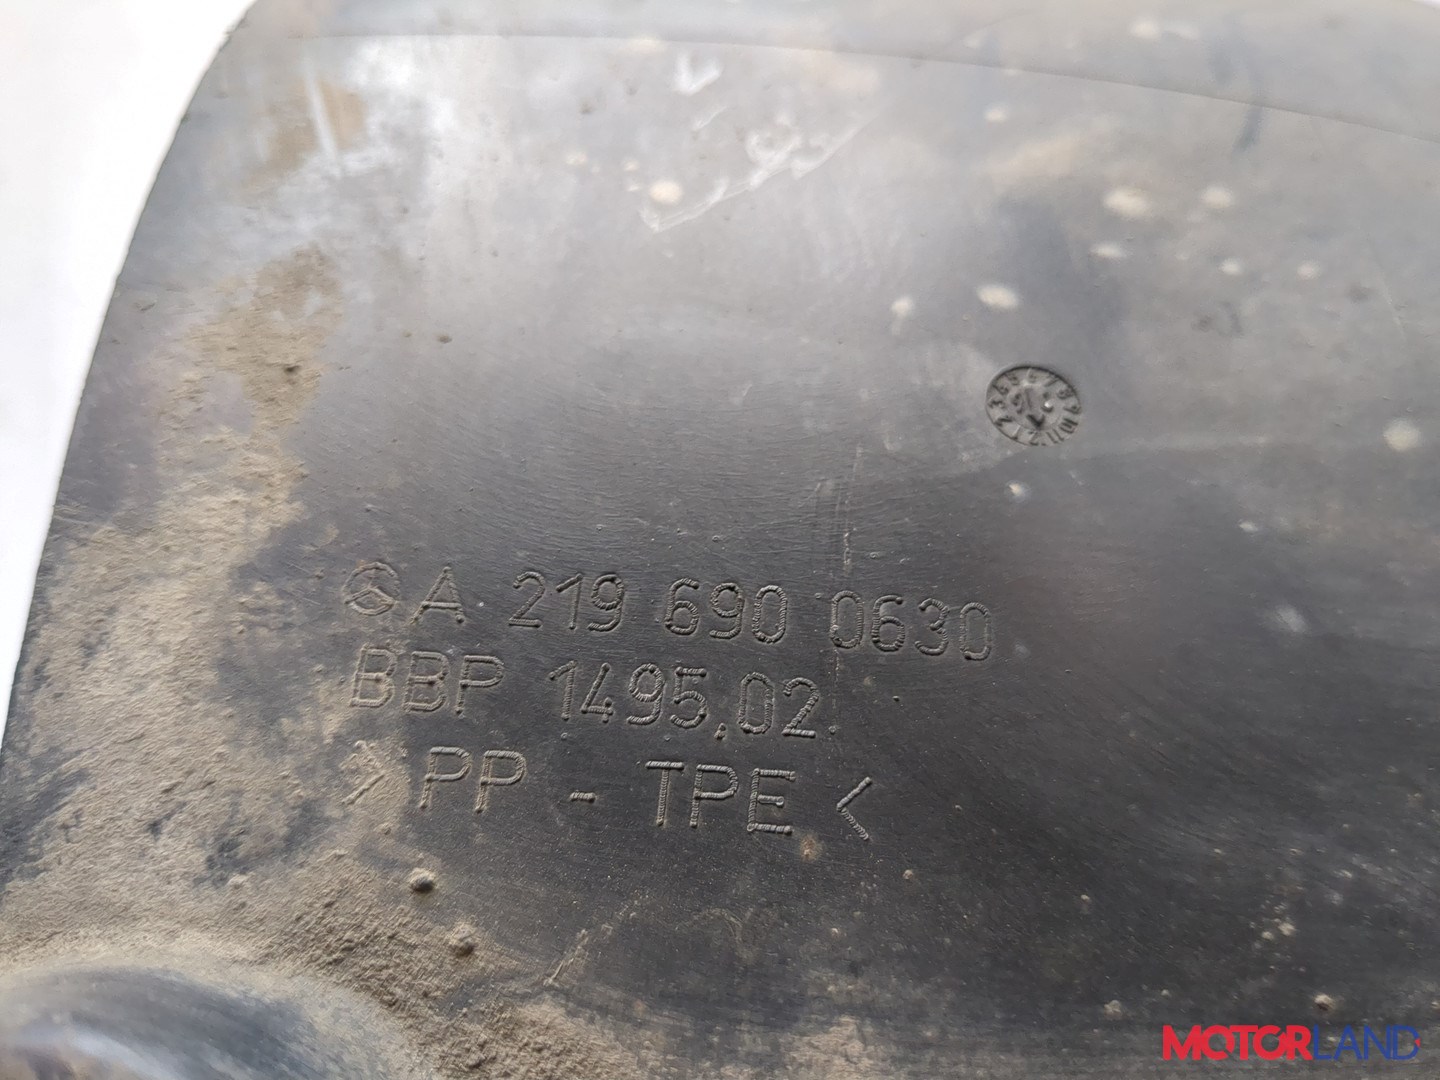 A 219 690 0630
BBP 1495.02.
> PP - TPE <
MOTORLAND